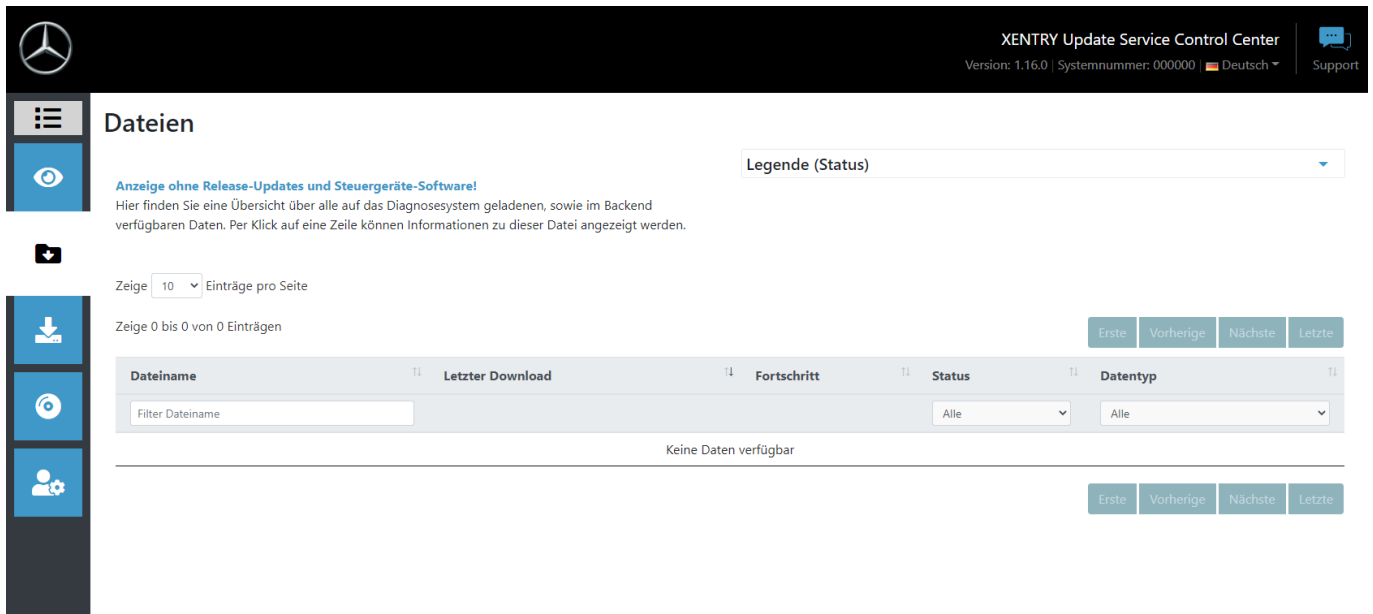 XENTRY Update Service Control Center
Version: 1.16.0 | Systemnummer: 000000 | Deutsch
Support
Dateien
Legende (Status)
Anzeige ohne Release-Updates und Steuergeräte-Software!
Hier finden Sie eine Übersicht über alle auf das Diagnosesystem geladenen, sowie im Backend
verfügbaren Daten. Per Klick auf eine Zeile können Informationen zu dieser Datei angezeigt werden.
Zeige 10 Einträge pro Seite
Zeige 0 bis 0 von 0 Einträgen
Erste Vorherige Nächste Letzte
Dateiname Letzter Download Fortschritt Status Datentyp
Filter Dateiname Alle Alle
Keine Daten verfügbar
Erste Vorherige Nächste Letzte